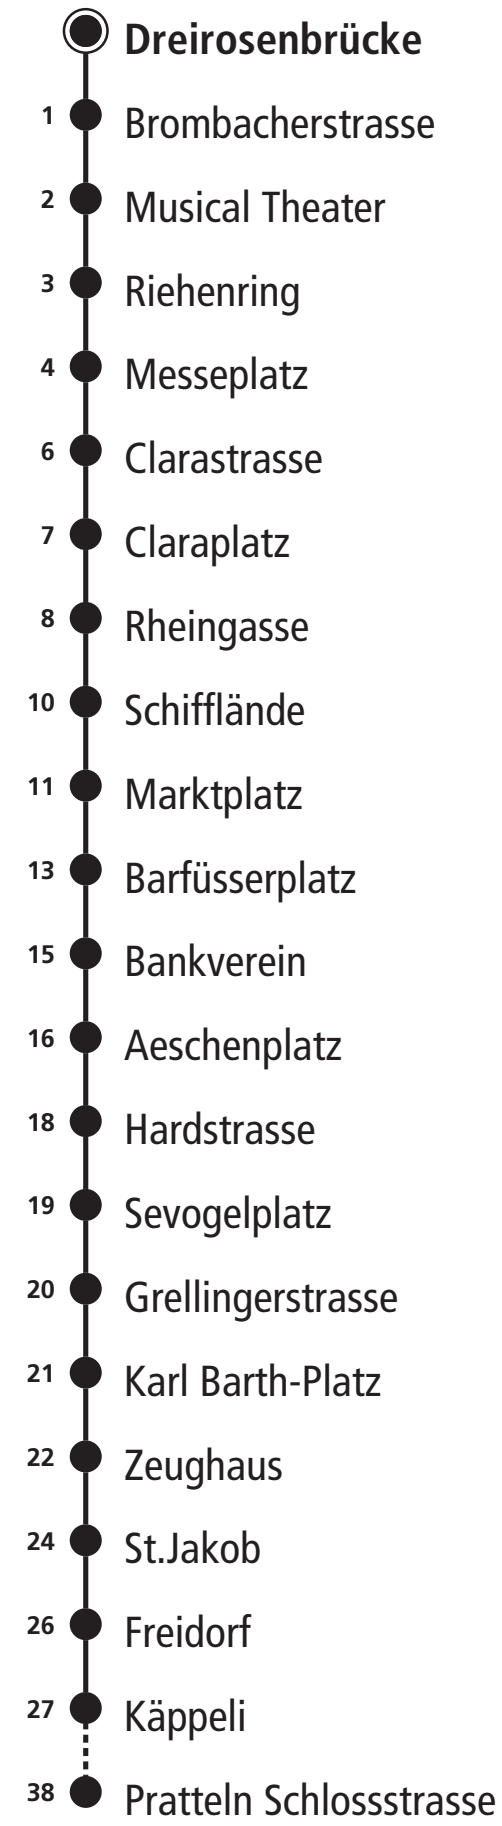 Dreirosenbrücke
1 Brombacherstrasse
2 Musical Theater
3 Riehenring
4 Messeplatz
6 Clarastrasse
7 Claraplatz
8 Rheingasse
10 Schifflände
11 Marktplatz
13 Barfüsserplatz
15 Bankverein
16 Aeschenplatz
18 Hardstrasse
19 Sevogelplatz
20 Grellingerstrasse
21 Karl Barth-Platz
22 Zeughaus
24 St.Jakob
26 Freidorf
27 Käppeli
38 Pratteln Schlossstrasse